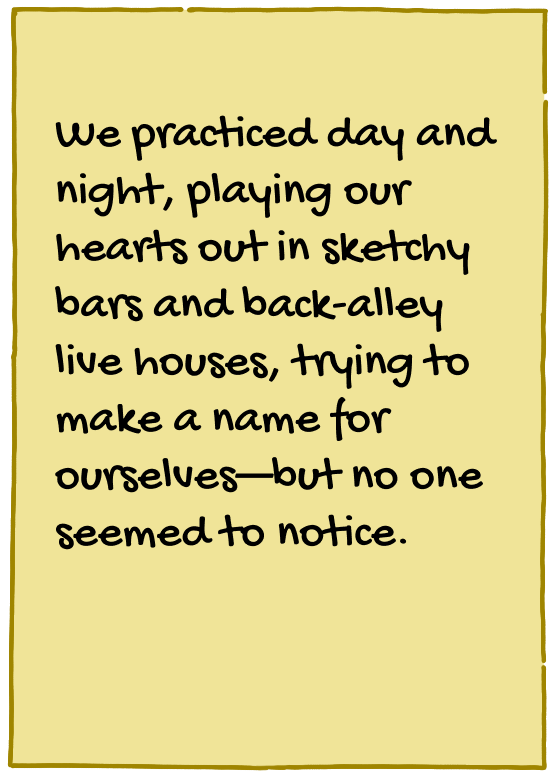 We practiced day and
night, playing our
hearts out in sketchy
bars and back-alley
live houses, trying to
make a name for
ourselves—but no one
seemed to notice.